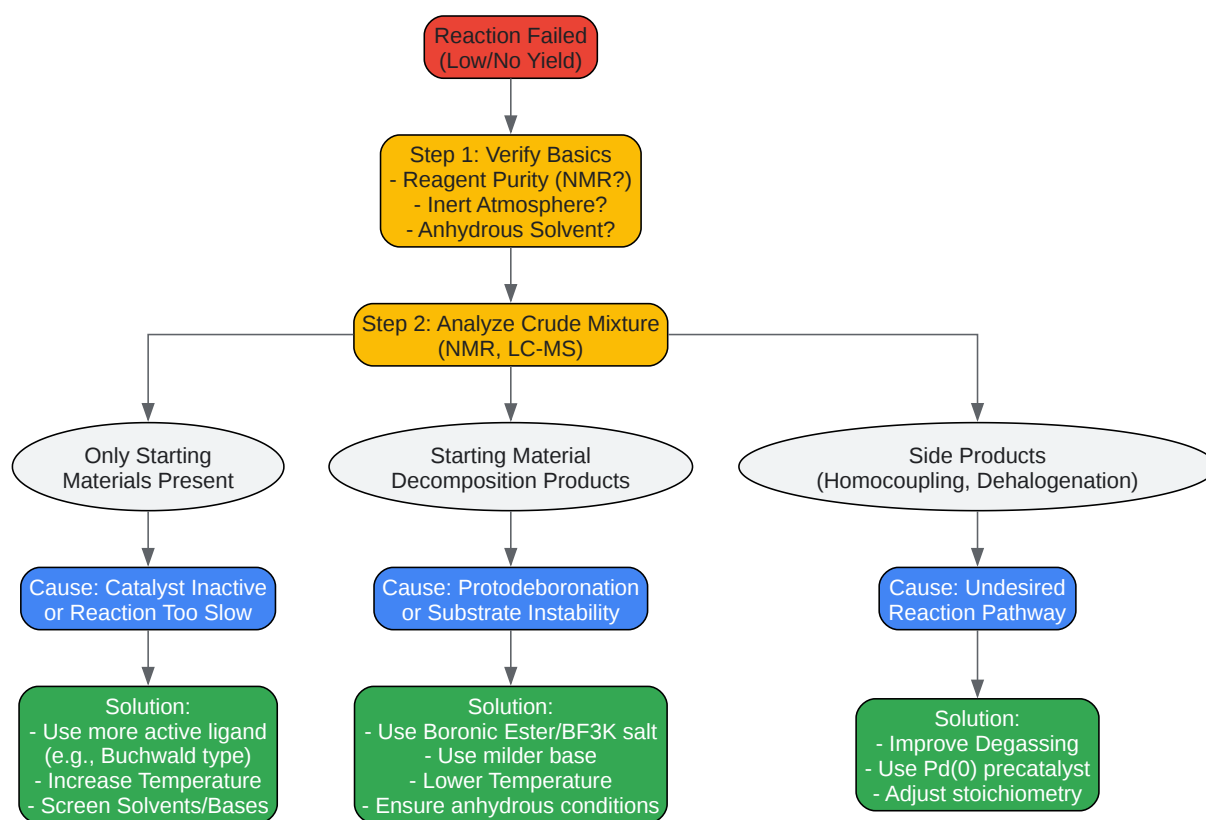 Reaction Failed
(Low/No Yield)
Step 1: Verify Basics
- Reagent Purity (NMR?)
- Inert Atmosphere?
- Anhydrous Solvent?
Step 2: Analyze Crude Mixture
(NMR, LC-MS)
Only Starting
Materials Present
Starting Material
Decomposition Products
Side Products
(Homocoupling, Dehalogenation)
Cause: Catalyst Inactive
or Reaction Too Slow
Cause: Protodeboronation
or Substrate Instability
Cause: Undesired
Reaction Pathway
Solution:
- Use more active ligand
(e.g., Buchwald type)
- Increase Temperature
- Screen Solvents/Bases
Solution:
- Use Boronic Ester/BF3K salt
- Use milder base
- Lower Temperature
- Ensure anhydrous conditions
Solution:
- Improve Degassing
- Use Pd(0) precatalyst
- Adjust stoichiometry